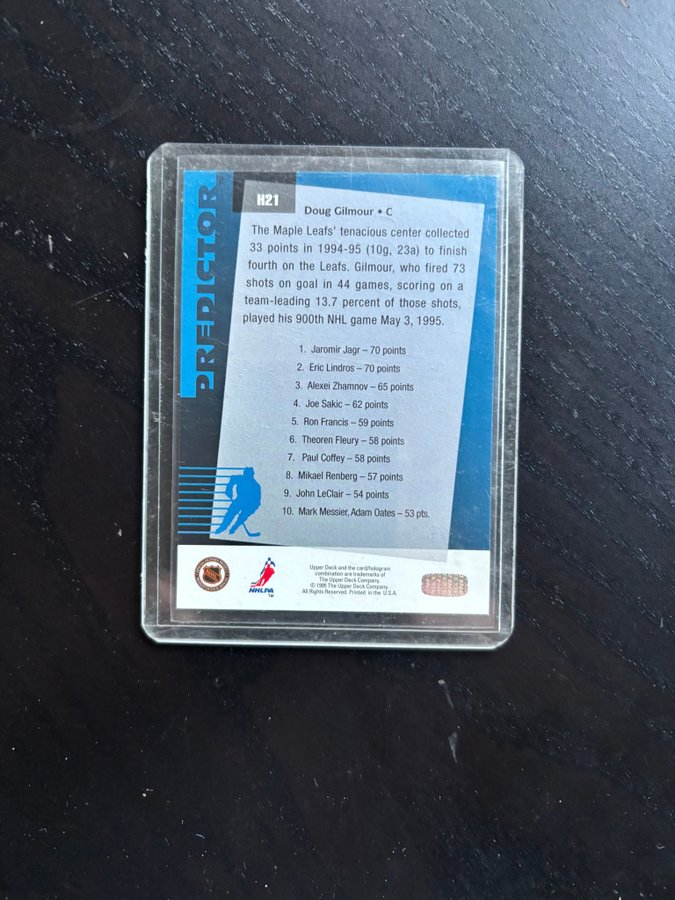 PREDICTOR
H21
Doug Gilmour • C
The Maple Leafs' tenacious center collected
33 points in 1994-95 (10g, 23a) to finish
fourth on the Leafs. Gilmour, who fired 73
shots on goal in 44 games, scoring on a
team-leading 13.7 percent of those shots,
played his 900th NHL game May 3, 1995.
1. Jaromir Jagr – 70 points
2. Eric Lindros – 70 points
3. Alexei Zhamnov – 65 points
4. Joe Sakic – 62 points
5. Ron Francis – 59 points
6. Theoren Fleury – 58 points
7. Paul Coffey – 58 points
8. Mikael Renberg – 57 points
9. John LeClair – 54 points
10. Mark Messier, Adam Oates – 53 pts.
NHLPA
TM
Upper Deck and the card/hologram
combination are trademarks of
The Upper Deck Company.
© 1995 The Upper Deck Company.
All Rights Reserved. Printed in the U.S.A.